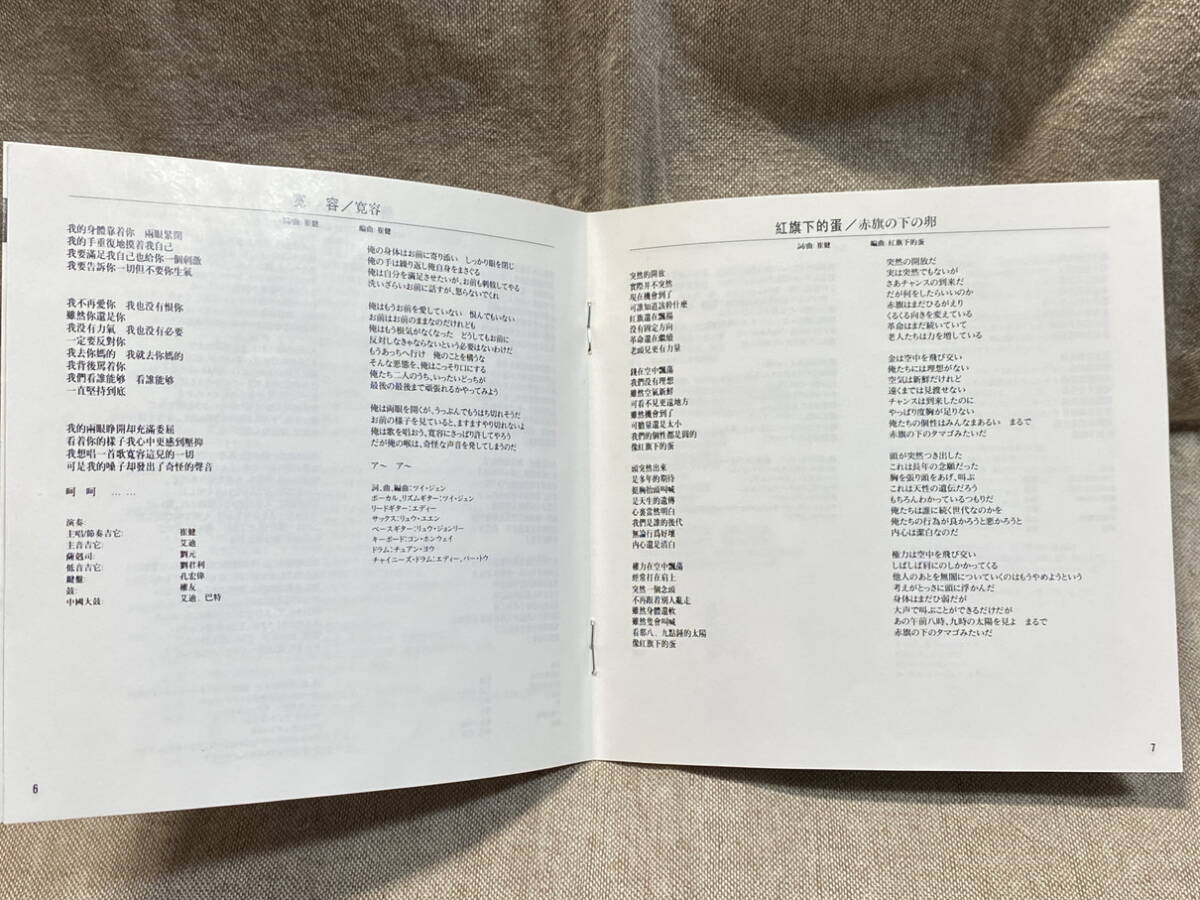 寬 容／寛容
詞/曲 崔健 編曲 崔健
我的身體靠着你 兩眼緊閉
我的手重復地摸着我自己
我要滿足我自己也給你一個刺激
我要告訴你一切但不要你生氣
我不再愛你 我也沒有恨你
雖然你還是你
我没有力氣 我也没有必要
一定要反對你
我去你媽的 我就去你媽的
我背後罵着你
我們看誰能够 看誰能够
一直堅持到底
我的兩眼睁開却充滿委屈
看着你的樣子我心中更感到壓抑
我想唱一首歌寬容這兒的一切
可是我的嗓子却發出了奇怪的聲音
呵 呵 … …
演奏:
主唱/節奏吉它: 崔健
主音吉它: 艾迪
薩剋司: 劉元
低音吉它: 劉君利
鍵盤: 孔宏偉
鼓: 權友
中國大鼓: 艾迪、巴特
俺の身体はお前に寄り添い しっかり眼を閉じ
俺の手は繰り返し俺自身をまさぐる
俺は自分を満足させたいが、お前も刺激してやる
洗いざらいお前に話すが、怒らないでくれ
俺はもうお前を愛していない 恨んでもいない
お前はお前のままなのだけれども
俺はもう根気がなくなった どうしてもお前に
反対しなきゃならないという必要はないわけだ
もうあっちへ行け 俺のことを構うな
そんな悪態を、俺はこっそり口にする
俺たち二人のうち、いったいどっちが
最後の最後まで頑張れるかやってみよう
俺は両眼を開くが、うっぷんでもうはち切れそうだ
お前の様子を見ていると、ますますやり切れないよ
俺は歌を唱おう、寛容にさっぱり許してやろう
だが俺の喉は、奇怪な声音を発してしまうのだ
ア〜 ア〜
詞、曲、編曲:ツイ・ジェン
ボーカル、リズムギター:ツイ・ジェン
リードギター:エディー
サックス:リュウ・ユエン
ベースギター:リュウ・ジョンリー
キーボード:コン・ホンウェイ
ドラム:チュアン・ヨウ
チャイニーズ・ドラム:エディー、バー・トウ
6
紅旗下的蛋／赤旗の下の卵
詞/曲 崔健 編曲 紅旗下的蛋
突然的開放
實際并不突然
現在機會到了
可誰知道該幹什麼
紅旗還在飄揚
没有固定方向
革命還在繼續
老頭兒更有力量
錢在空中飄蕩
我們没有理想
雖然空氣新鮮
可看不見更遠地方
雖然機會到了
可膽量還是太小
我們的個性都是圓的
像紅旗下的蛋
頭突然出來
是多年的期待
挺胸抬頭叫喊
是天生的遺傳
心裏當然明白
我們是誰的後代
無論行爲好壞
内心還是清白
權力在空中飄蕩
經常打在肩上
突然一個念頭
不再跟着別人亂走
雖然身體還軟
雖然隻會叫喊
看那八、九點鐘的太陽
像紅旗下的蛋
突然の開放だ
実は突然でもないが
さあチャンスの到来だ
だが何をしたらいいのか
赤旗はまだひるがえり
くるくる向きを変えている
革命はまだ続いていて
老人たちは力を増している
金は空中を飛び交い
俺たちには理想がない
空気は新鮮だけれど
遠くまでは見渡せない
チャンスは到来したのに
やっぱり度胸が足りない
俺たちの個性はみんなまあるい まるで
赤旗の下のタマゴみたいだ
頭が突然つき出した
これは長年の念願だった
胸を張り頭をあげ、叫ぶ
これは天性の遺伝だろう
もちろんわかっているつもりだ
俺たちは誰に続く世代なのかを
俺たちの行為が良かろうと悪かろうと
内心は潔白なのだ
権力は空中を飛び交い
しばしば肩にのしかかってくる
他人のあとを無闇についていくのはもうやめようという
考えがとっさに頭に浮かんだ
身体はまだひ弱だが
大声で叫ぶことができるだけだが
あの午前八時、九時の太陽を見よ まるで
赤旗の下のタマゴみたいだ
7